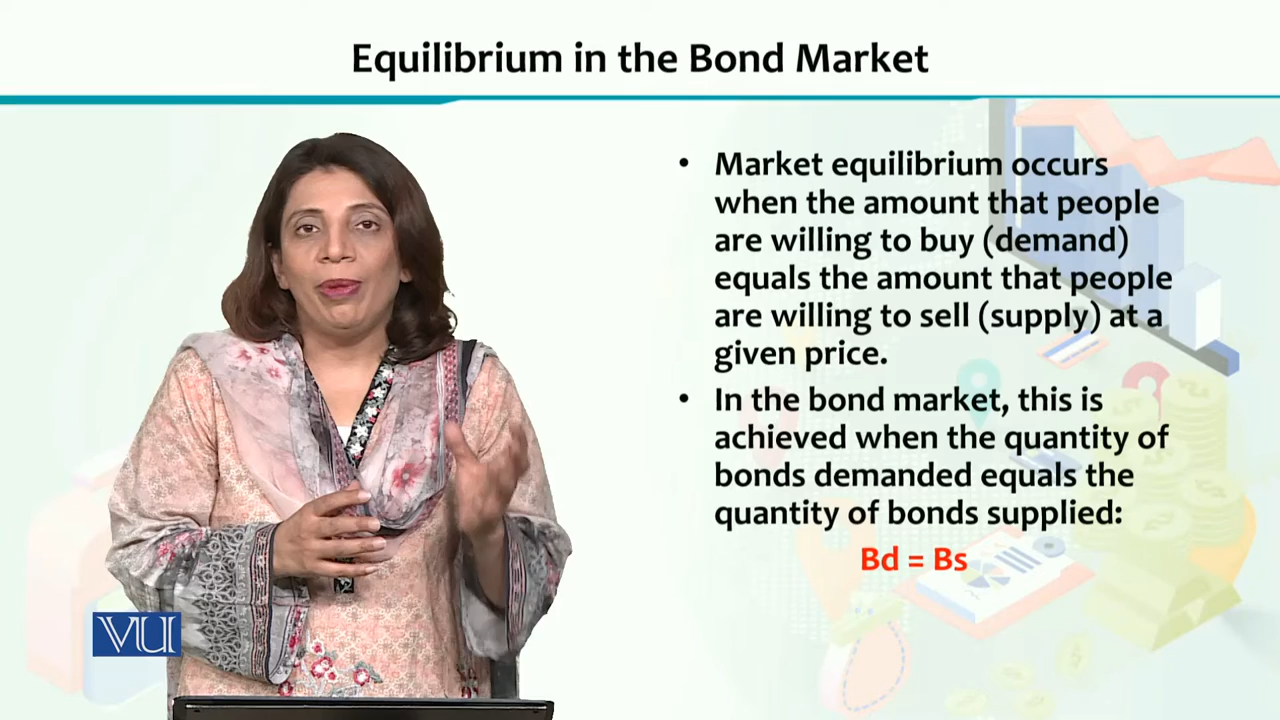 Equilibrium in the Bond Market
• Market equilibrium occurs
when the amount that people
are willing to buy (demand)
equals the amount that people
are willing to sell (supply) at a
given price.
• In the bond market, this is
achieved when the quantity of
bonds demanded equals the
quantity of bonds supplied:
Bd = Bs
VU